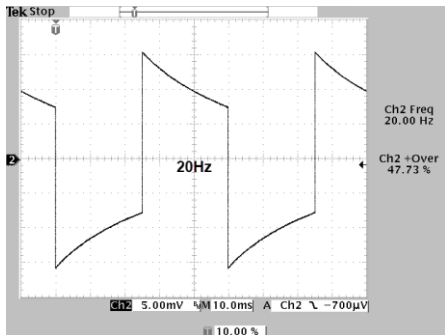 Tek Stop
T
T
Ch2 Freq
20.00 Hz
2
20Hz
Ch2 +Over
47.73 %
Ch2 5.00mV M 10.0ms A Ch2 -700µV
10.00 %